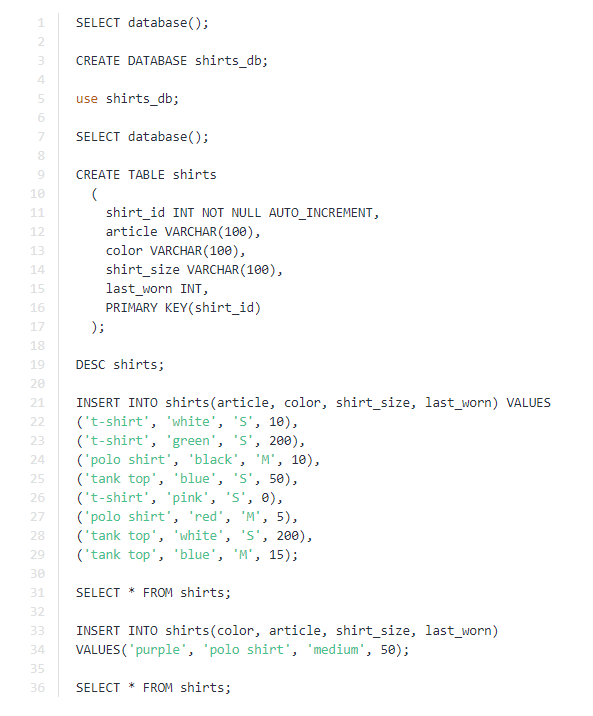 1 SELECT database();
2
3 CREATE DATABASE shirts_db;
4
5 use shirts_db;
6
7 SELECT database();
8
9 CREATE TABLE shirts
10 (
11 shirt_id INT NOT NULL AUTO_INCREMENT,
12 article VARCHAR(100),
13 color VARCHAR(100),
14 shirt_size VARCHAR(100),
15 last_worn INT,
16 PRIMARY KEY(shirt_id)
17 );
18
19 DESC shirts;
20
21 INSERT INTO shirts(article, color, shirt_size, last_worn) VALUES
22 ('t-shirt', 'white', 'S', 10),
23 ('t-shirt', 'green', 'S', 200),
24 ('polo shirt', 'black', 'M', 10),
25 ('tank top', 'blue', 'S', 50),
26 ('t-shirt', 'pink', 'S', 0),
27 ('polo shirt', 'red', 'M', 5),
28 ('tank top', 'white', 'S', 200),
29 ('tank top', 'blue', 'M', 15);
30
31 SELECT * FROM shirts;
32
33 INSERT INTO shirts(color, article, shirt_size, last_worn)
34 VALUES('purple', 'polo shirt', 'medium', 50);
35
36 SELECT * FROM shirts;